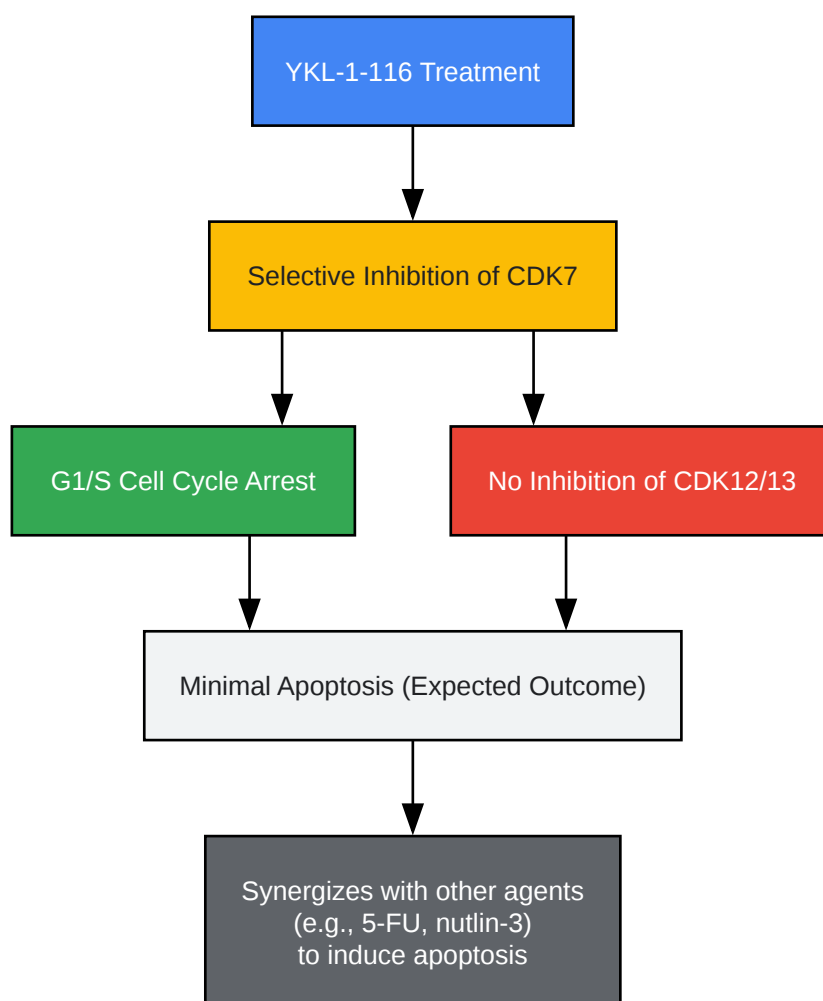 YKL-1-116 Treatment
Selective Inhibition of CDK7
G1/S Cell Cycle Arrest
No Inhibition of CDK12/13
Minimal Apoptosis (Expected Outcome)
Synergizes with other agents
(e.g., 5-FU, nutlin-3)
to induce apoptosis